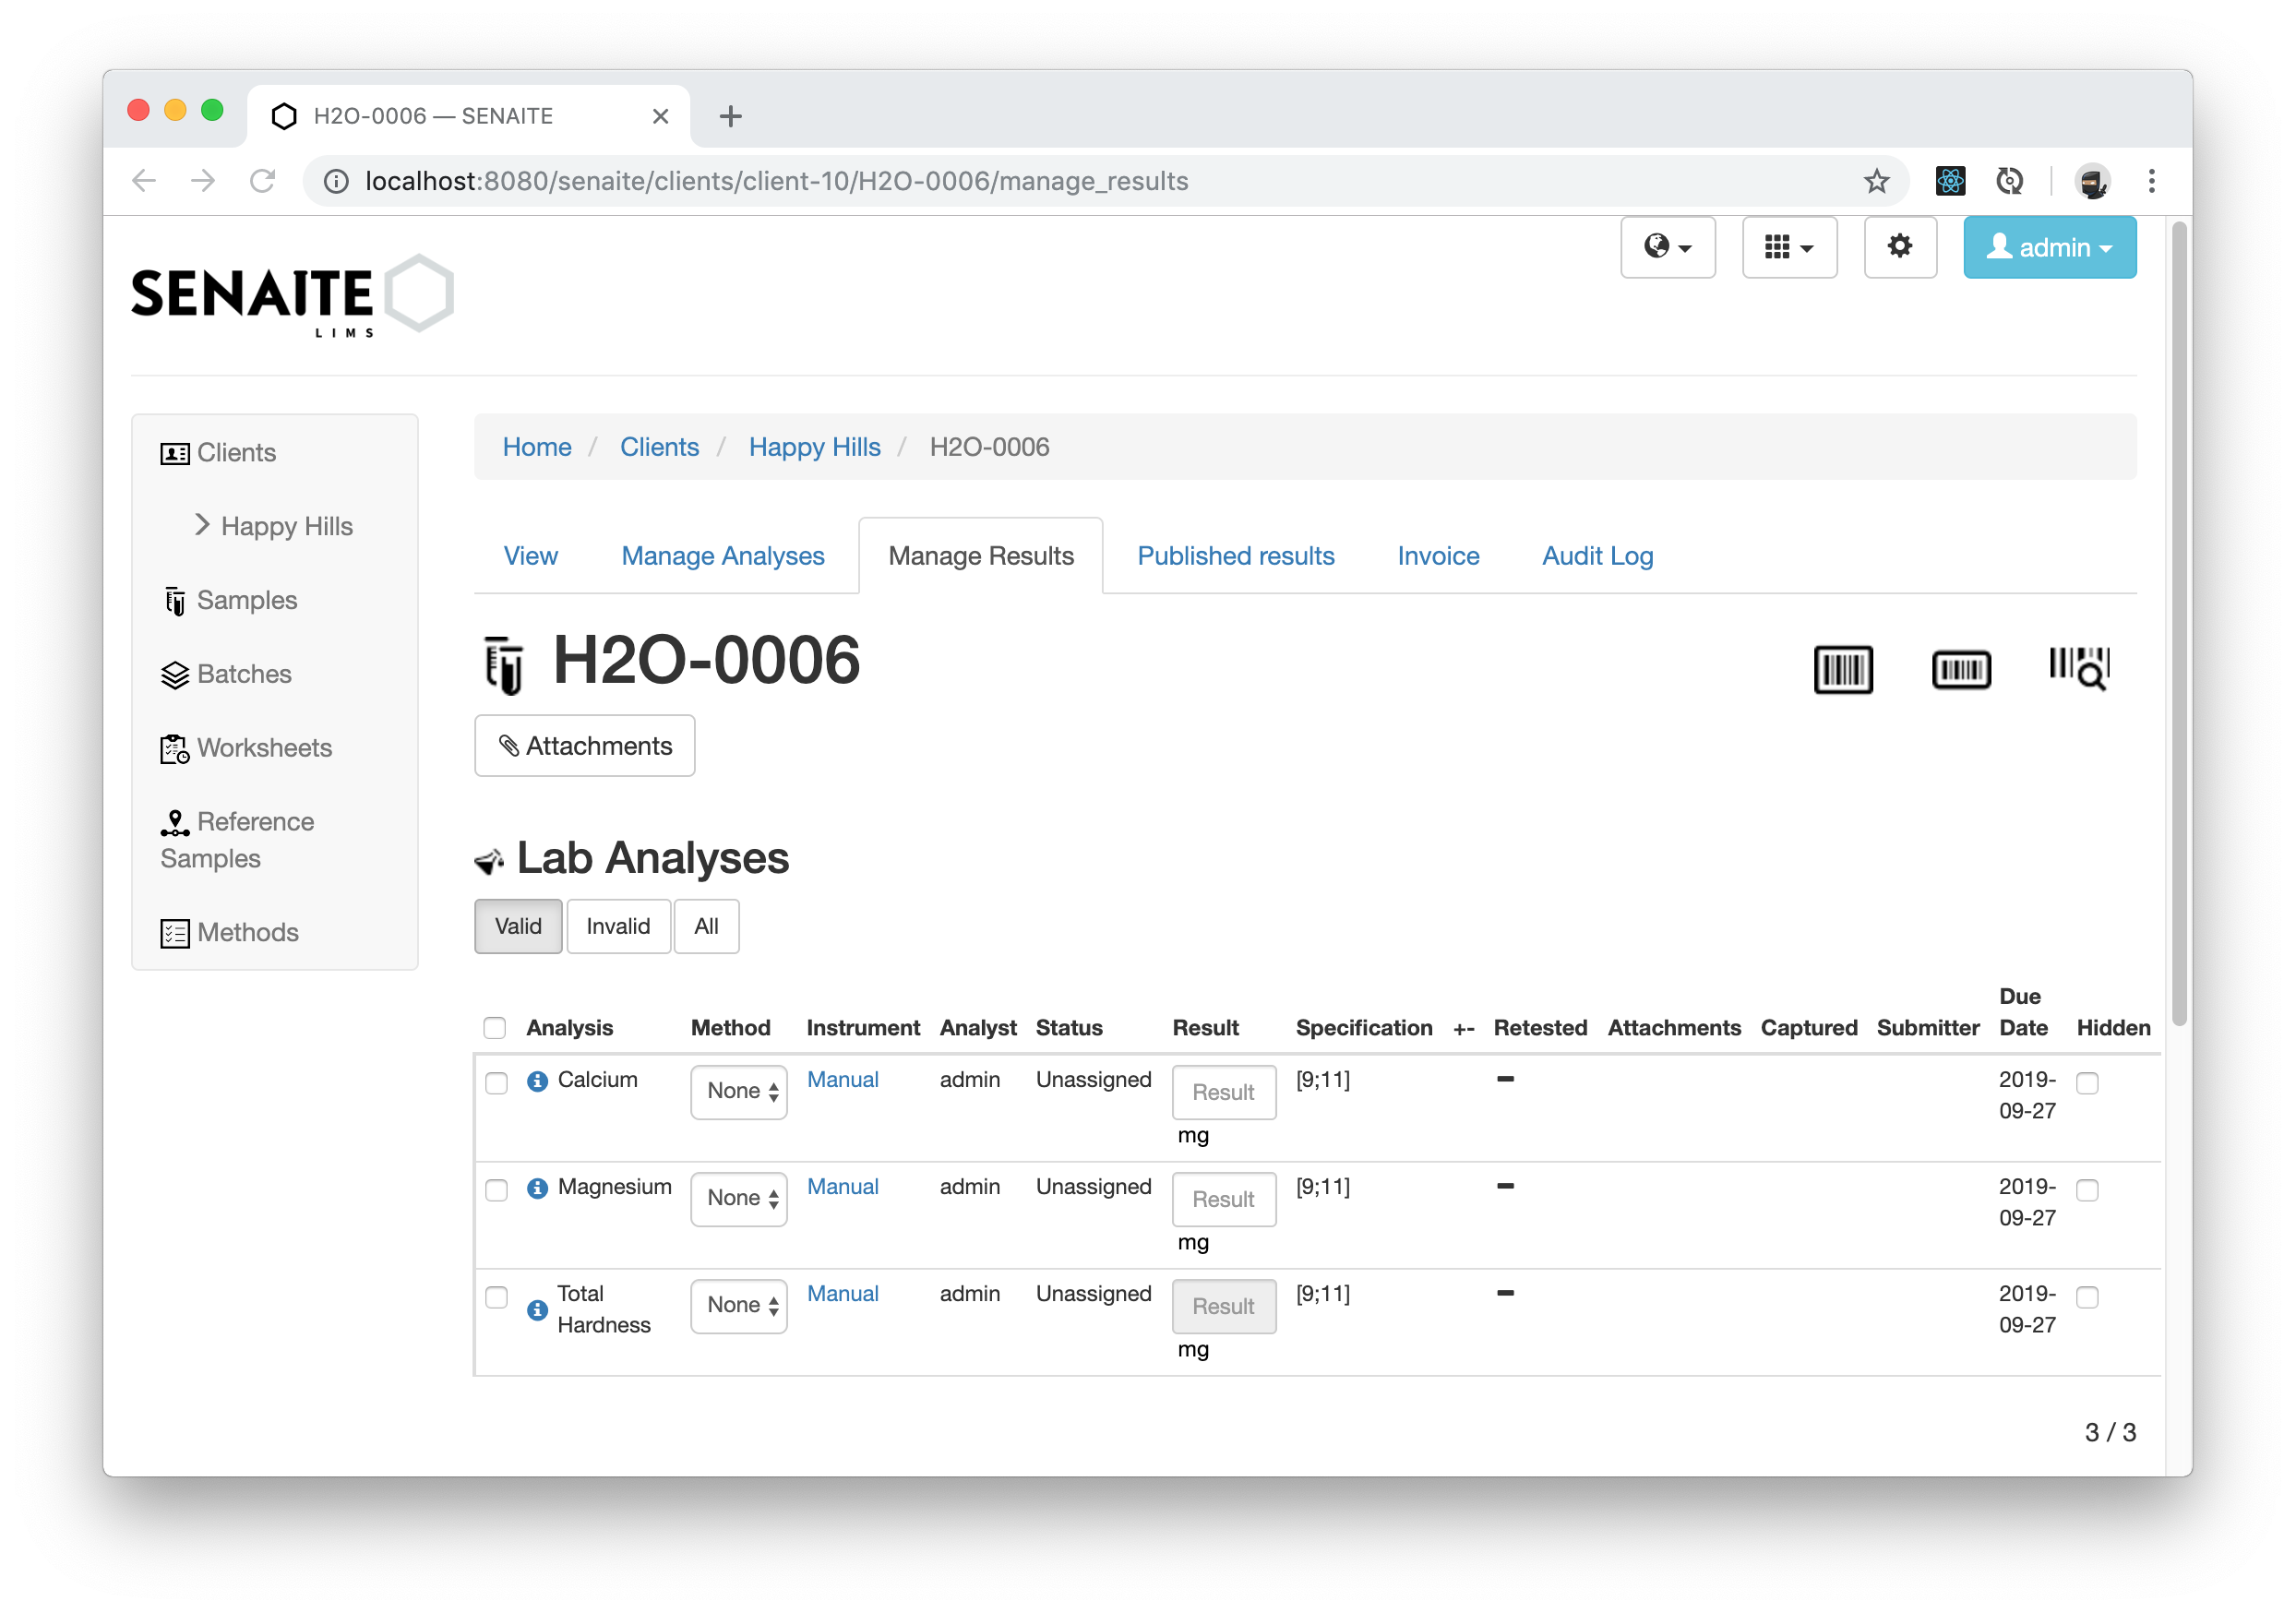 H2O-0006 — SENAITE
localhost:8080/senaite/clients/client-10/H2O-0006/manage_results
admin
SENAITE
LIMS
Clients
Happy Hills
Samples
Batches
Worksheets
Reference
Samples
Methods
Home / Clients / Happy Hills / H2O-0006
View Manage Analyses Manage Results Published results Invoice Audit Log
H2O-0006
Attachments
Lab Analyses
Valid Invalid All
Analysis Method Instrument Analyst Status Result Specification +- Retested Attachments Captured Submitter Due Date Hidden
Calcium None Manual admin Unassigned Result [9;11] 2019-
mg 09-27
Magnesium None Manual admin Unassigned Result [9;11] 2019-
mg 09-27
Total None Manual admin Unassigned Result [9;11] 2019-
Hardness mg 09-27
3 / 3